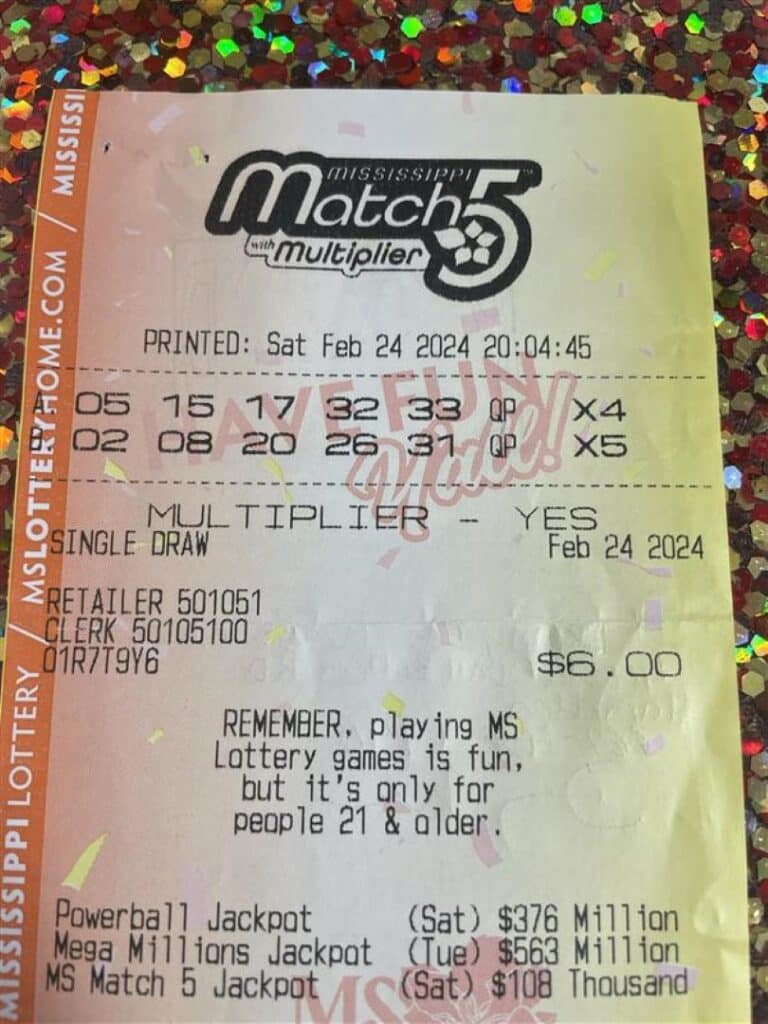 MISSISSIPPI
Match 5
with Multiplier
PRINTED: Sat Feb 24 2024 20:04:45
A. 05 15 17 32 33 QP X4
B. 02 08 20 26 31 QP X5
HAVE FUN
Y'all!
MULTIPLIER - YES
SINGLE DRAW Feb 24 2024
RETAILER 501051
CLERK 50105100
01R7T9Y6 $6.00
REMEMBER, playing MS
Lottery games is fun,
but it's only for
people 21 & older.
Powerball Jackpot (Sat) $376 Million
Mega Millions Jackpot (Tue) $563 Million
MS Match 5 Jackpot (Sat) $108 Thousand
MS
MISSISSIPPI LOTTERY / MSLOTTERYHOME.COM / MISSISSI